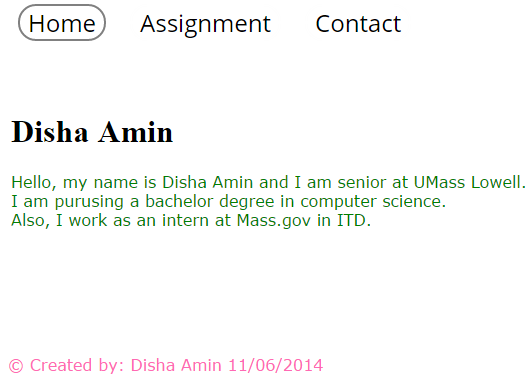 Home Assignment Contact
Disha Amin
Hello, my name is Disha Amin and I am senior at UMass Lowell.
I am purusing a bachelor degree in computer science.
Also, I work as an intern at Mass.gov in ITD.
© Created by: Disha Amin 11/06/2014